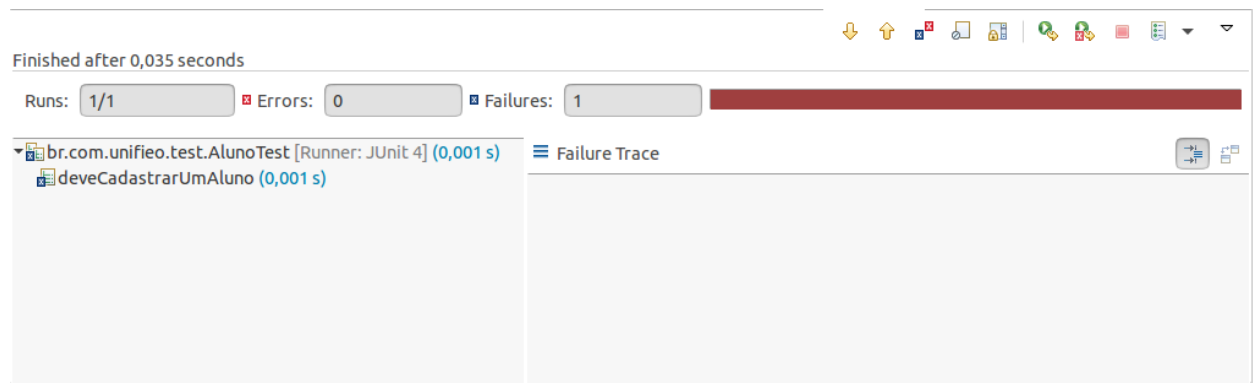 Finished after 0,035 seconds
Runs: 1/1 Errors: 0 Failures: 1
br.com.unifieo.test.AlunoTest [Runner: JUnit 4] (0,001 s)
deveCadastrarUmAluno (0,001 s)
Failure Trace